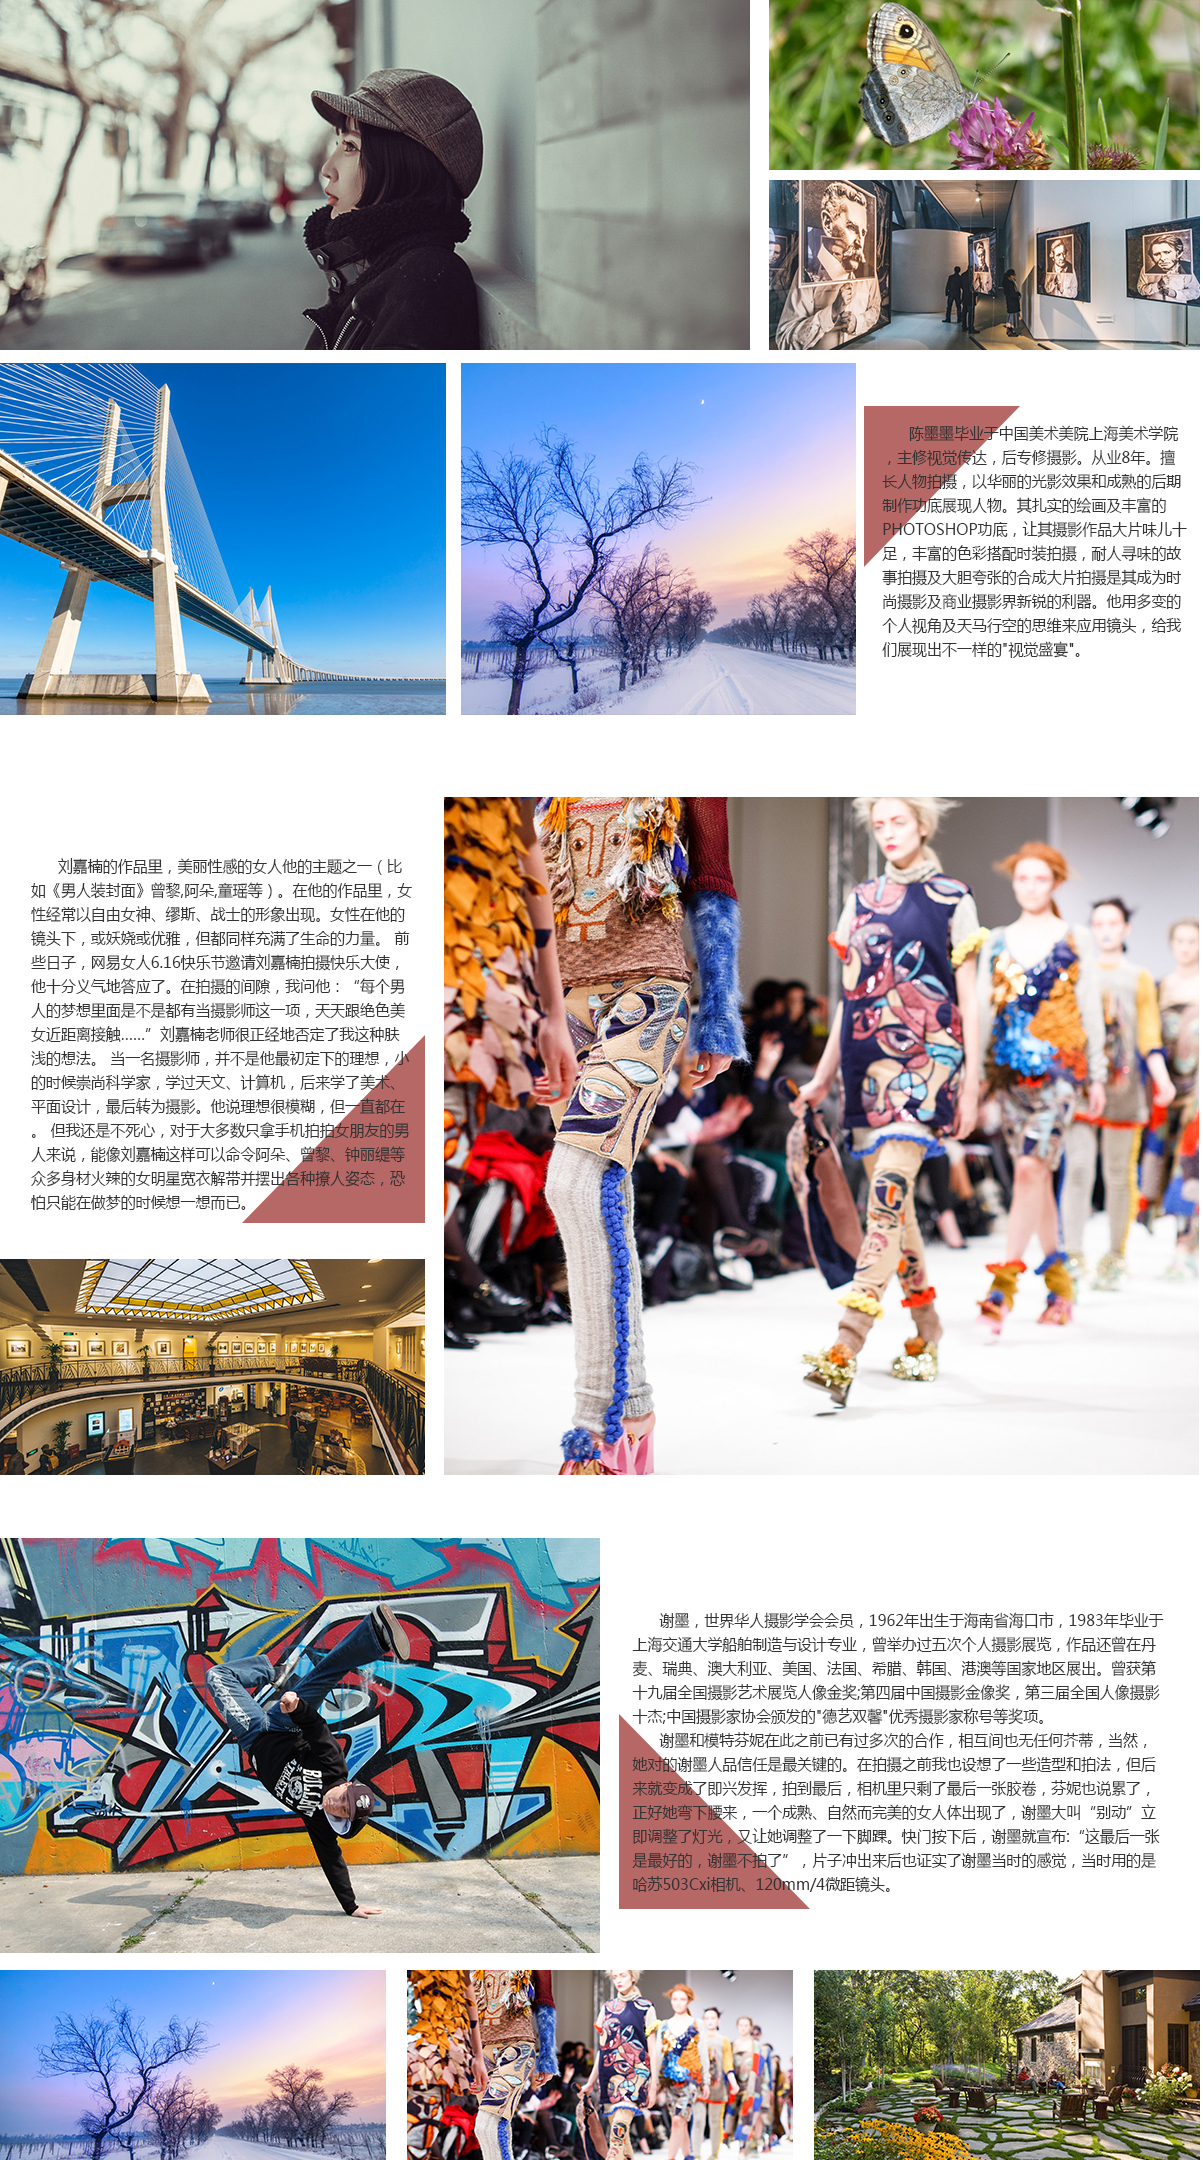 陈墨墨毕业于中国美术美院上海美术学院
，主修视觉传达，后专修摄影。从业8年。擅
长人物拍摄，以华丽的光影效果和成熟的后期
制作功底展现人物。其扎实的绘画及丰富的
PHOTOSHOP功底，让其摄影作品大片味儿十
足，丰富的色彩搭配时装拍摄，耐人寻味的故
事拍摄及大胆夸张的合成大片拍摄是其成为时
尚摄影及商业摄影界新锐的利器。他用多变的
个人视角及天马行空的思维来应用镜头，给我
们展现出不一样的"视觉盛宴"。
刘嘉楠的作品里，美丽性感的女人他的主题之一（比
如《男人装封面》曾黎,阿朵,童瑶等）。在他的作品里，女
性经常以自由女神、缪斯、战士的形象出现。女性在他的
镜头下，或妖娆或优雅，但都同样充满了生命的力量。 前
些日子，网易女人6.16快乐节邀请刘嘉楠拍摄快乐大使，
他十分义气地答应了。在拍摄的间隙，我问他：“每个男
人的梦想里面是不是都有当摄影师这一项，天天跟绝色美
女近距离接触......”刘嘉楠老师很正经地否定了我这种肤
浅的想法。 当一名摄影师，并不是他最初定下的理想，小
的时候崇尚科学家，学过天文、计算机，后来学了美术、
平面设计，最后转为摄影。他说理想很模糊，但一直都在
。 但我还是不死心，对于大多数只拿手机拍拍女朋友的男
人来说，能像刘嘉楠这样可以命令阿朵、曾黎、钟丽缇等
众多身材火辣的女明星宽衣解带并摆出各种撩人姿态，恐
怕只能在做梦的时候想一想而已。
谢墨，世界华人摄影学会会员，1962年出生于海南省海口市，1983年毕业于
上海交通大学船舶制造与设计专业，曾举办过五次个人摄影展览，作品还曾在丹
麦、瑞典、澳大利亚、美国、法国、希腊、韩国、港澳等国家地区展出。曾获第
十九届全国摄影艺术展览人像金奖;第四届中国摄影金像奖，第三届全国人像摄影
十杰;中国摄影家协会颁发的"德艺双馨"优秀摄影家称号等奖项。
谢墨和模特芬妮在此之前已有过多次的合作，相互间也无任何芥蒂，当然，
她对的谢墨人品信任是最关键的。在拍摄之前我也设想了一些造型和拍法，但后
来就变成了即兴发挥，拍到最后，相机里只剩了最后一张胶卷，芬妮也说累了，
正好她弯下腰来，一个成熟、自然而完美的女人体出现了，谢墨大叫“别动”立
即调整了灯光，又让她调整了一下脚踝。快门按下后，谢墨就宣布:“这最后一张
是最好的，谢墨不拍了”，片子冲出来后也证实了谢墨当时的感觉，当时用的是
哈苏503Cxi相机、120mm/4微距镜头。